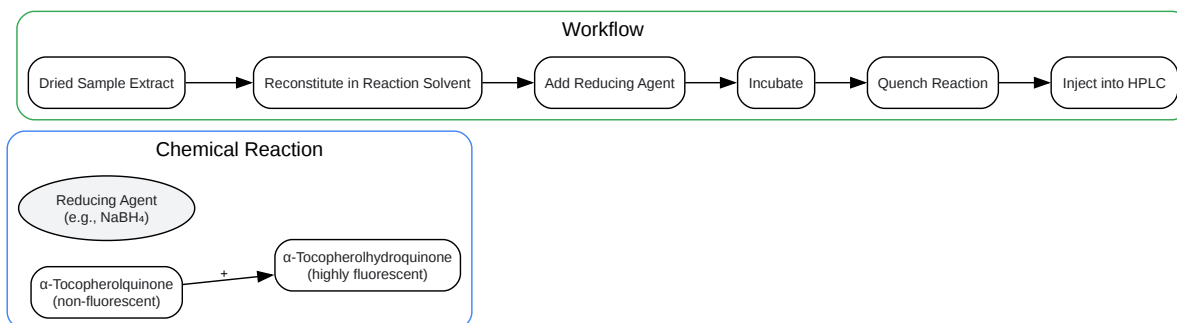 Workflow
Dried Sample Extract
Reconstitute in Reaction Solvent
Add Reducing Agent
Incubate
Quench Reaction
Inject into HPLC
Chemical Reaction
Reducing Agent
(e.g., NaBH₄)
α-Tocopherolquinone
(non-fluorescent)
+
α-Tocopherolhydroquinone
(highly fluorescent)